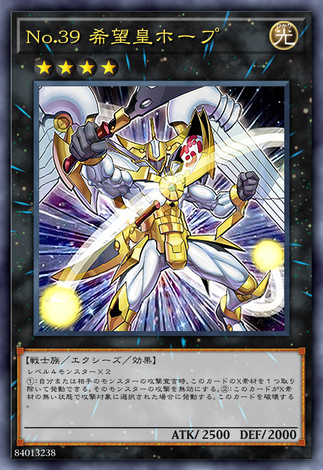 No.39 希望皇ホープ
光
【戦士族／エクシーズ／効果】
レベル４モンスター×２
①：自分または相手のモンスターの攻撃宣言時、このカードのX素材を１つ取り
除いて発動できる。そのモンスターの攻撃を無効にする。②：このカードがX
素材の無い状態で攻撃対象に選択された場合に発動する。このカードを破壊する
ATK/ 2500 DEF/ 2000
84013238